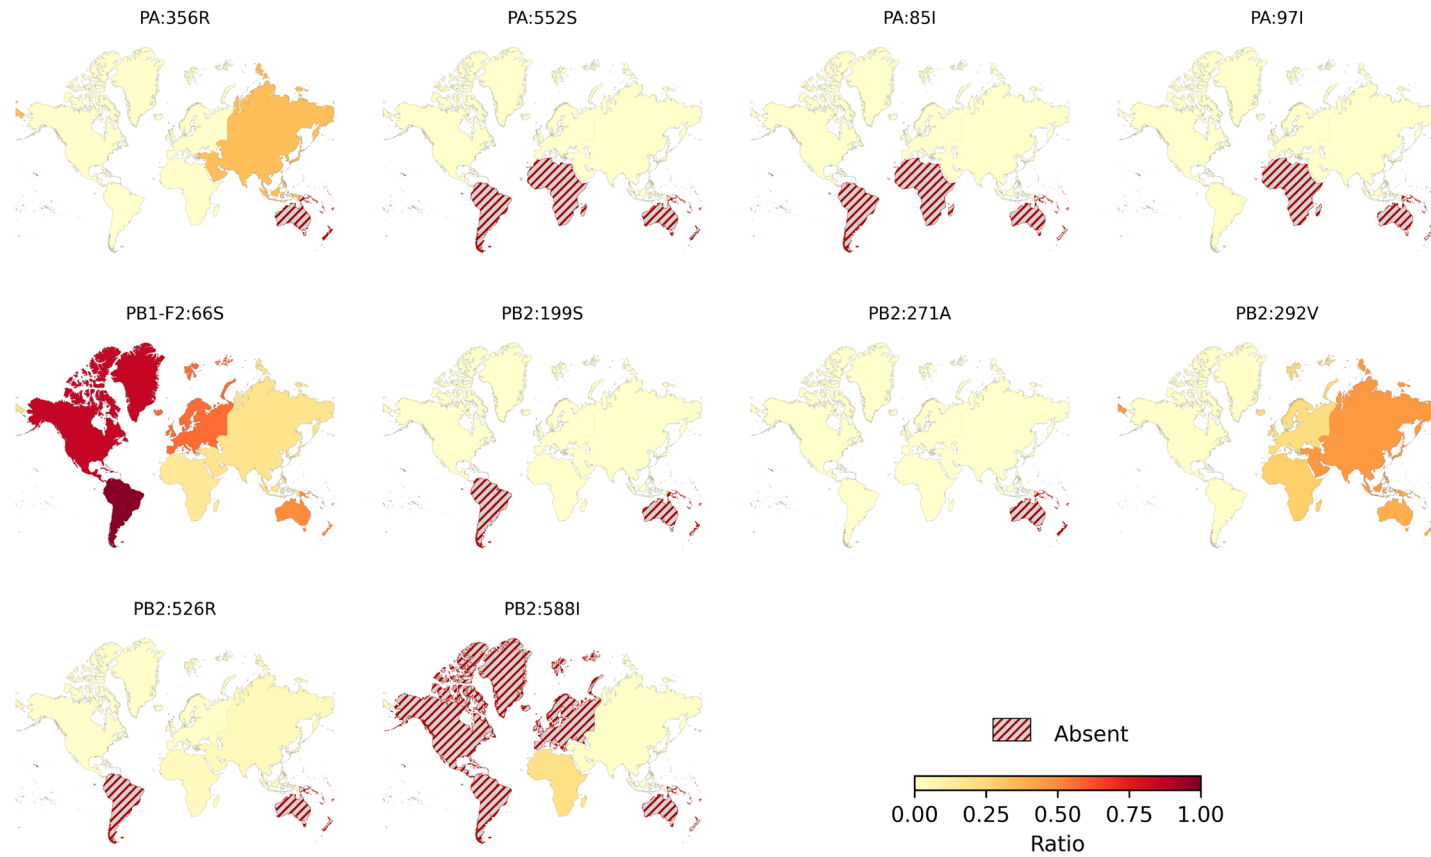 PA:356R
PA:552S
PA:85I
PA:97I
PB1-F2:66S
PB2:199S
PB2:271A
PB2:292V
PB2:526R
PB2:588I
Absent
0.00 0.25 0.50 0.75 1.00
Ratio